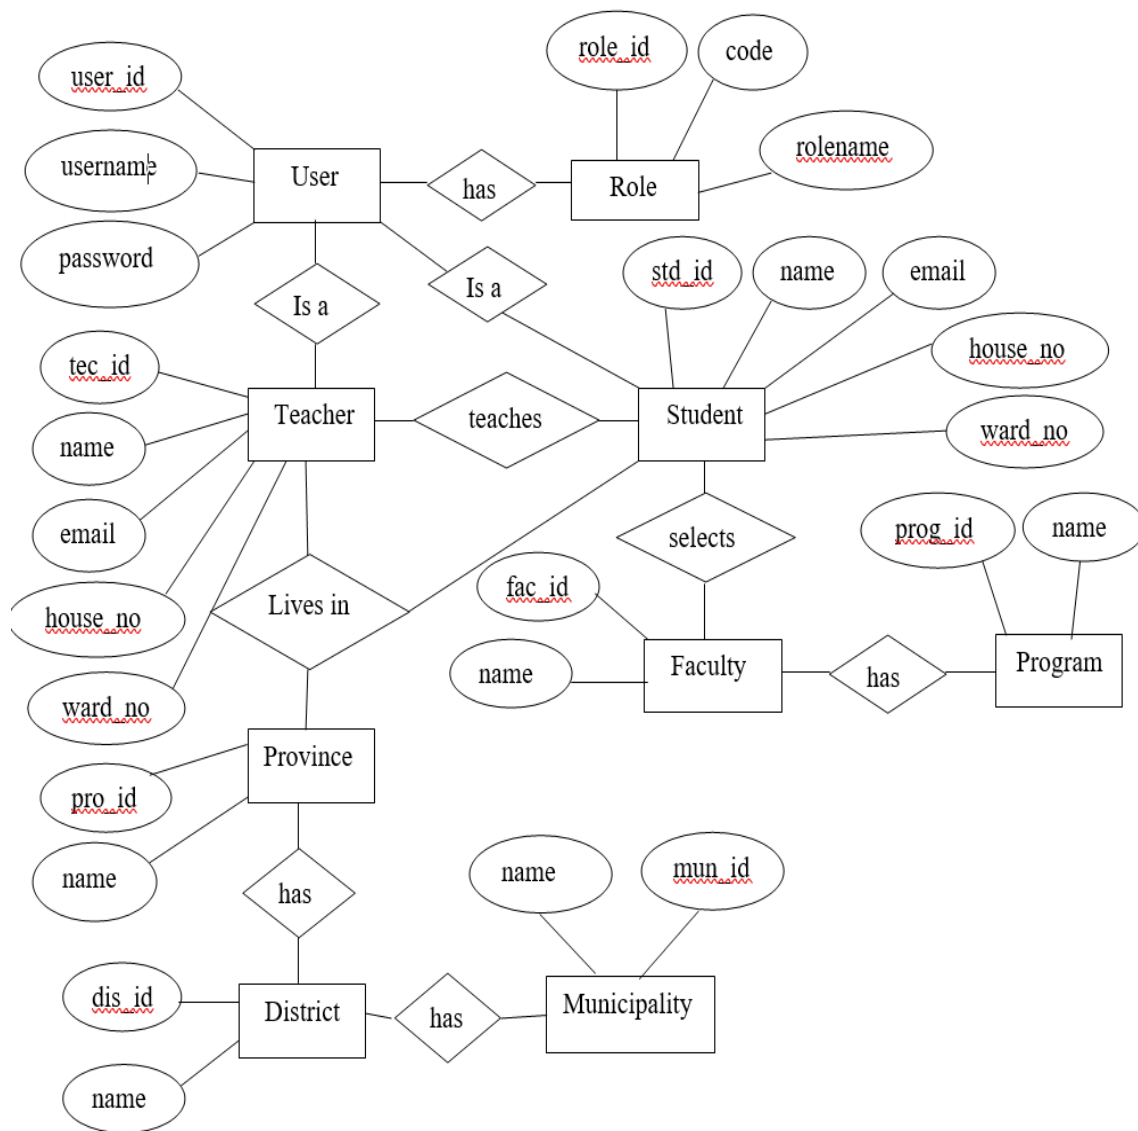 role_id
code
user_id
rolename
username
User
has
Role
password
std_id
name
email
Is a
Is a
house_no
tec_id
Teacher
teaches
Student
ward_no
name
email
selects
prog_id
name
fac_id
Lives in
house_no
name
Faculty
has
Program
ward_no
Province
pro_id
name
has
name
mun_id
dis_id
District
has
Municipality
name